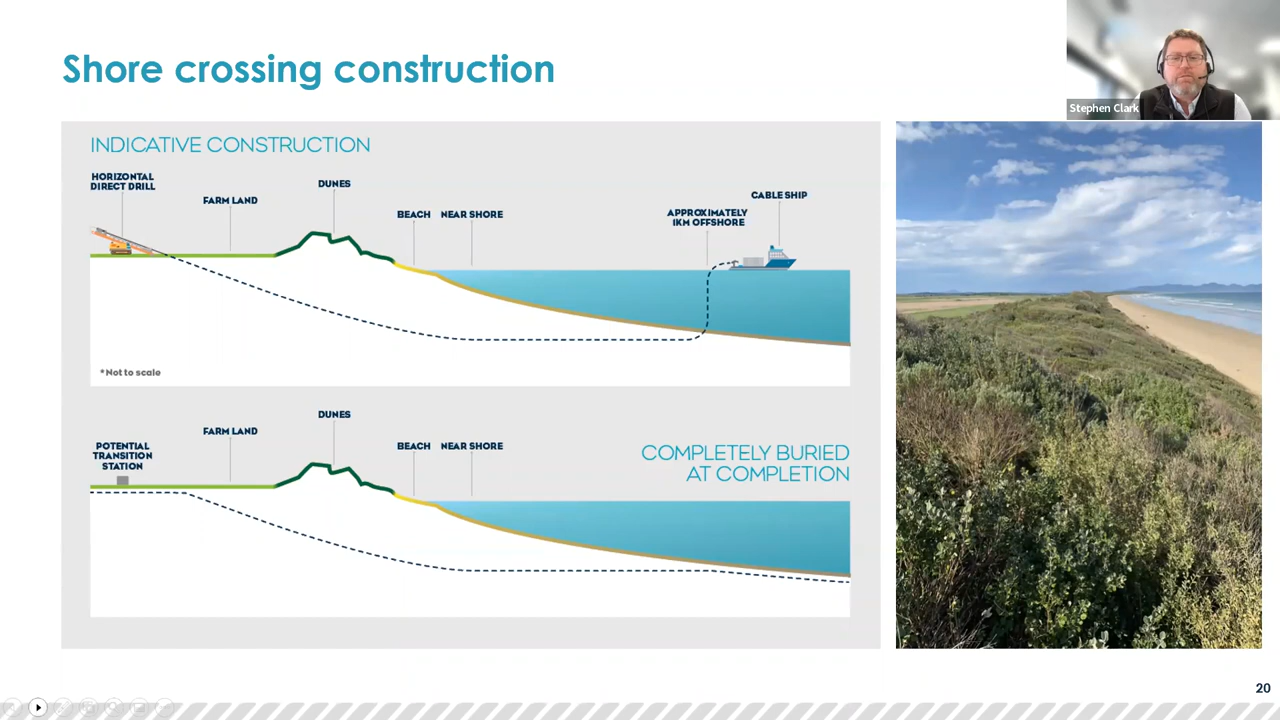 Shore crossing construction
Stephen Clark
INDICATIVE CONSTRUCTION
HORIZONTAL
DIRECT DRILL
FARM LAND
DUNES
BEACH
NEAR SHORE
APPROXIMATELY
1KM OFFSHORE
CABLE SHIP
*Not to scale
POTENTIAL
TRANSITION
STATION
FARM LAND
DUNES
BEACH
NEAR SHORE
COMPLETELY BURIED
AT COMPLETION
20